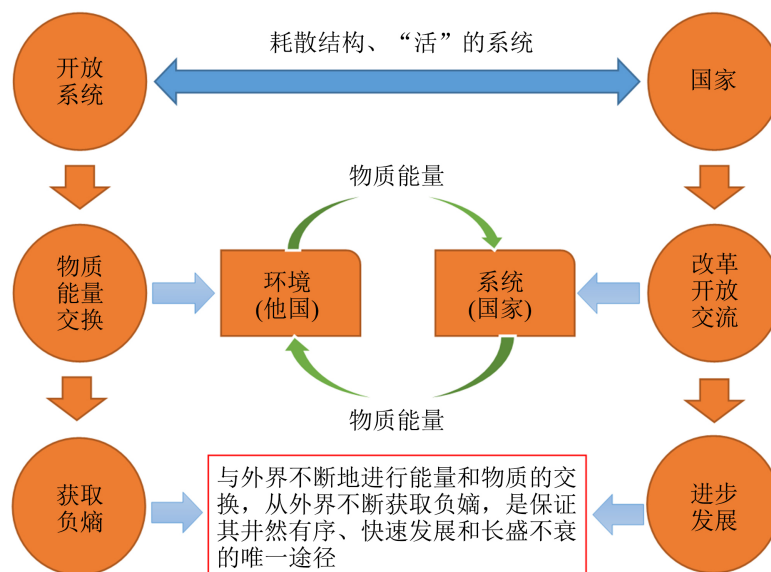 耗散结构、“活”的系统
开放
系统
国家
物质能量
物质
能量
交换
环境
(他国)
系统
(国家)
改革
开放
交流
物质能量
获取
负熵
与外界不断地进行能量和物质的交
换，从外界不断获取负熵，是保证
其井然有序、快速发展和长盛不衰
的唯一途径
进步
发展